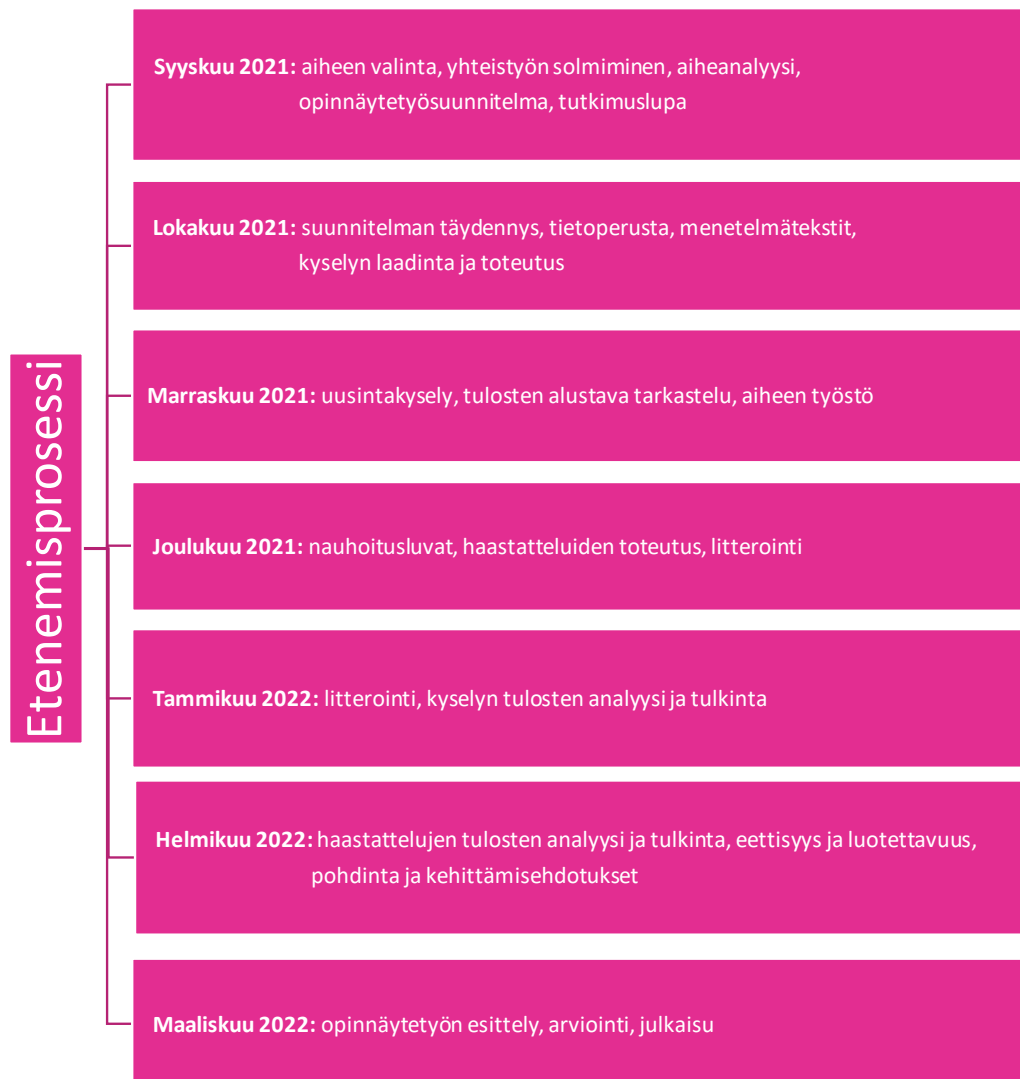 Etenemisprosessi
Syyskuu 2021: aiheen valinta, yhteistyön solmiminen, aiheanalyysi,
opinnäytetyösuunnitelma, tutkimuslupa
Lokakuu 2021: suunnitelman täydennys, tietoperusta, menetelmätekstit,
kyselyn laadinta ja toteutus
Marraskuu 2021: uusintakysely, tulosten alustava tarkastelu, aiheen työstö
Joulukuu 2021: nauhoitusluvat, haastatteluiden toteutus, litterointi
Tammikuu 2022: litterointi, kyselyn tulosten analyysi ja tulkinta
Helmikuu 2022: haastattelujen tulosten analyysi ja tulkinta, eettisyys ja luotettavuus,
pohdinta ja kehittämisehdotukset
Maaliskuu 2022: opinnäytetyön esittely, arviointi, julkaisu